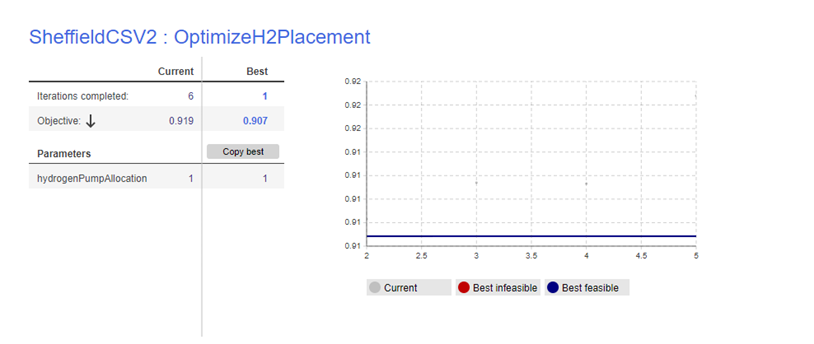 SheffieldCSV2 : OptimizeH2Placement
Current Best
Iterations completed: 6 1
Objective: 0.919 0.907
Parameters Copy best
hydrogenPumpAllocation 1 1
0.92
0.92
0.92
0.91
0.91
0.91
0.91
0.91
2 2.5 3 3.5 4 4.5 5
Current Best infeasible Best feasible